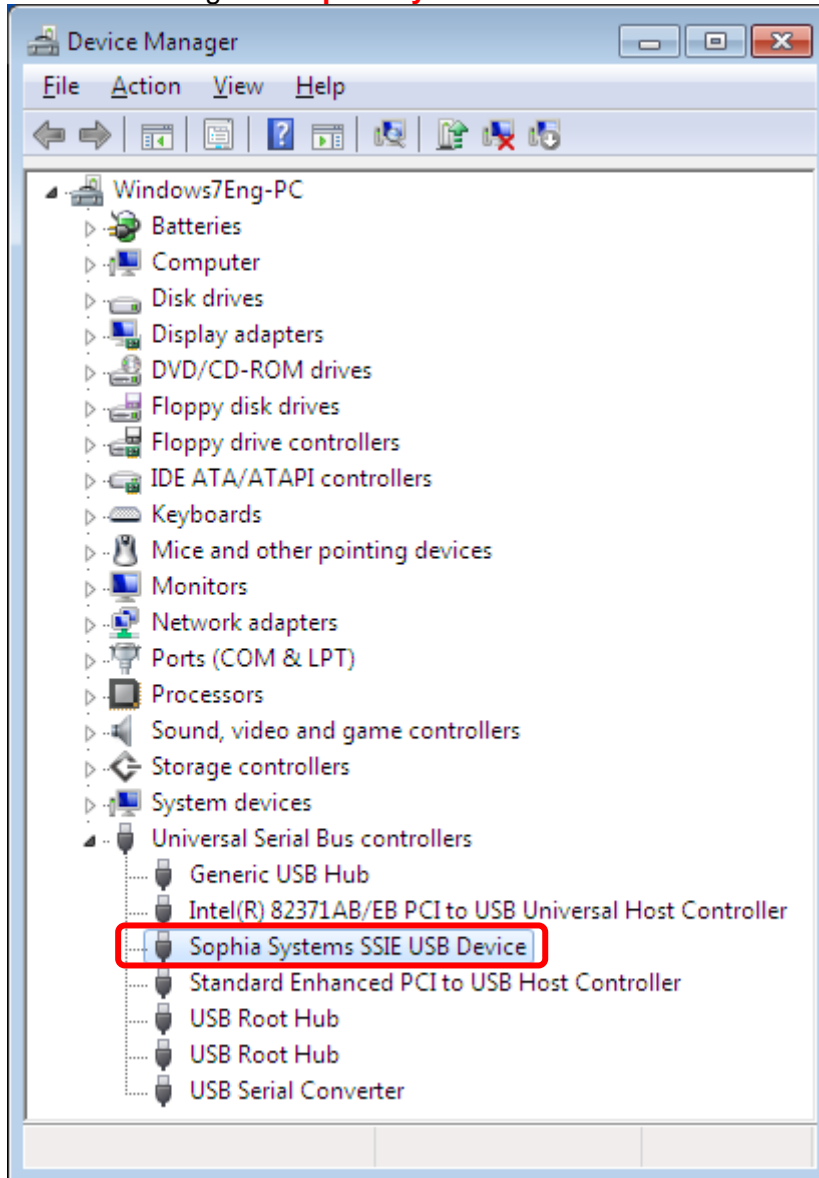 Device Manager
File Action View Help
Windows7Eng-PC
Batteries
Computer
Disk drives
Display adapters
DVD/CD-ROM drives
Floppy disk drives
Floppy drive controllers
IDE ATA/ATAPI controllers
Keyboards
Mice and other pointing devices
Monitors
Network adapters
Ports (COM & LPT)
Processors
Sound, video and game controllers
Storage controllers
System devices
Universal Serial Bus controllers
Generic USB Hub
Intel(R) 82371AB/EB PCI to USB Universal Host Controller
Sophia Systems SSIE USB Device
Standard Enhanced PCI to USB Host Controller
USB Root Hub
USB Root Hub
USB Serial Converter